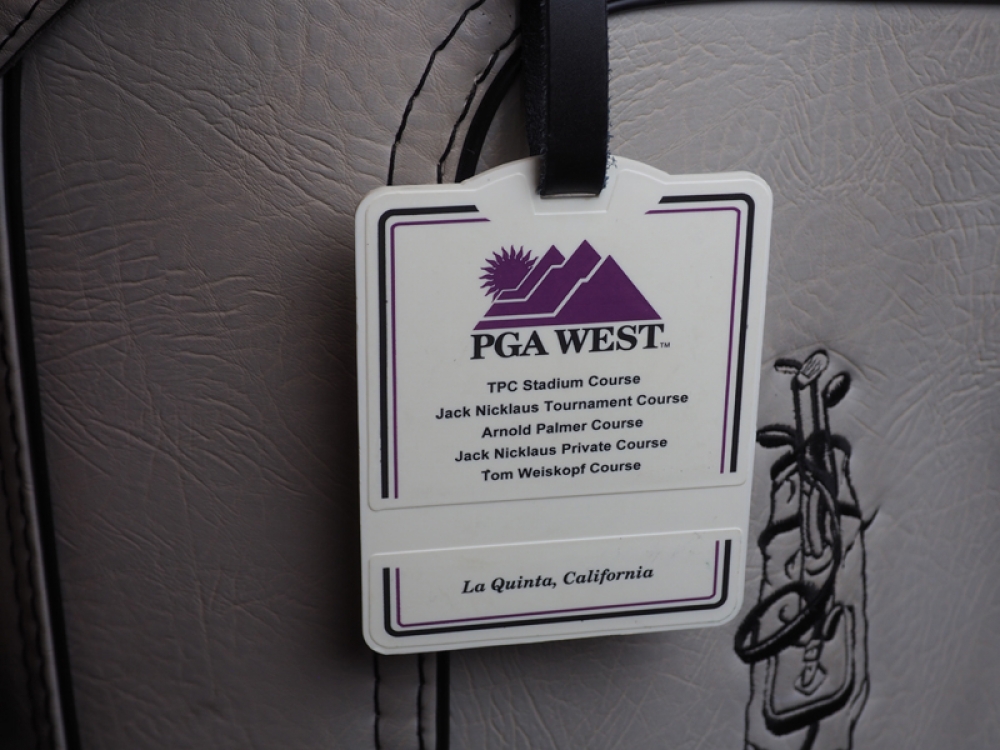 PGA WEST™
TPC Stadium Course
Jack Nicklaus Tournament Course
Arnold Palmer Course
Jack Nicklaus Private Course
Tom Weiskopf Course
La Quinta, California